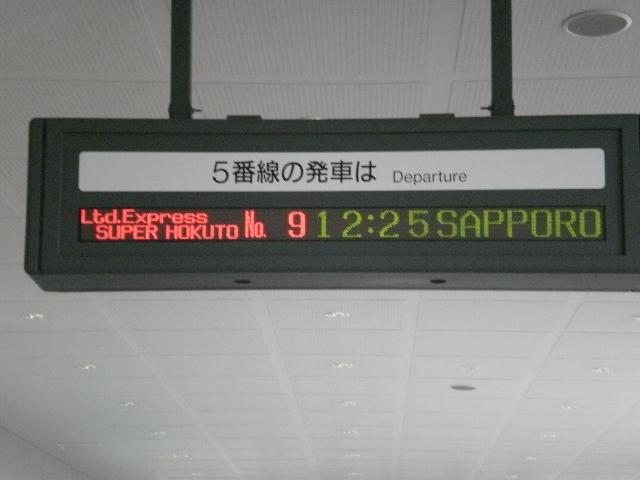 5番線の発車は Departure
Ltd.Express
SUPER HOKUTO No. 9 12:25 SAPPORO